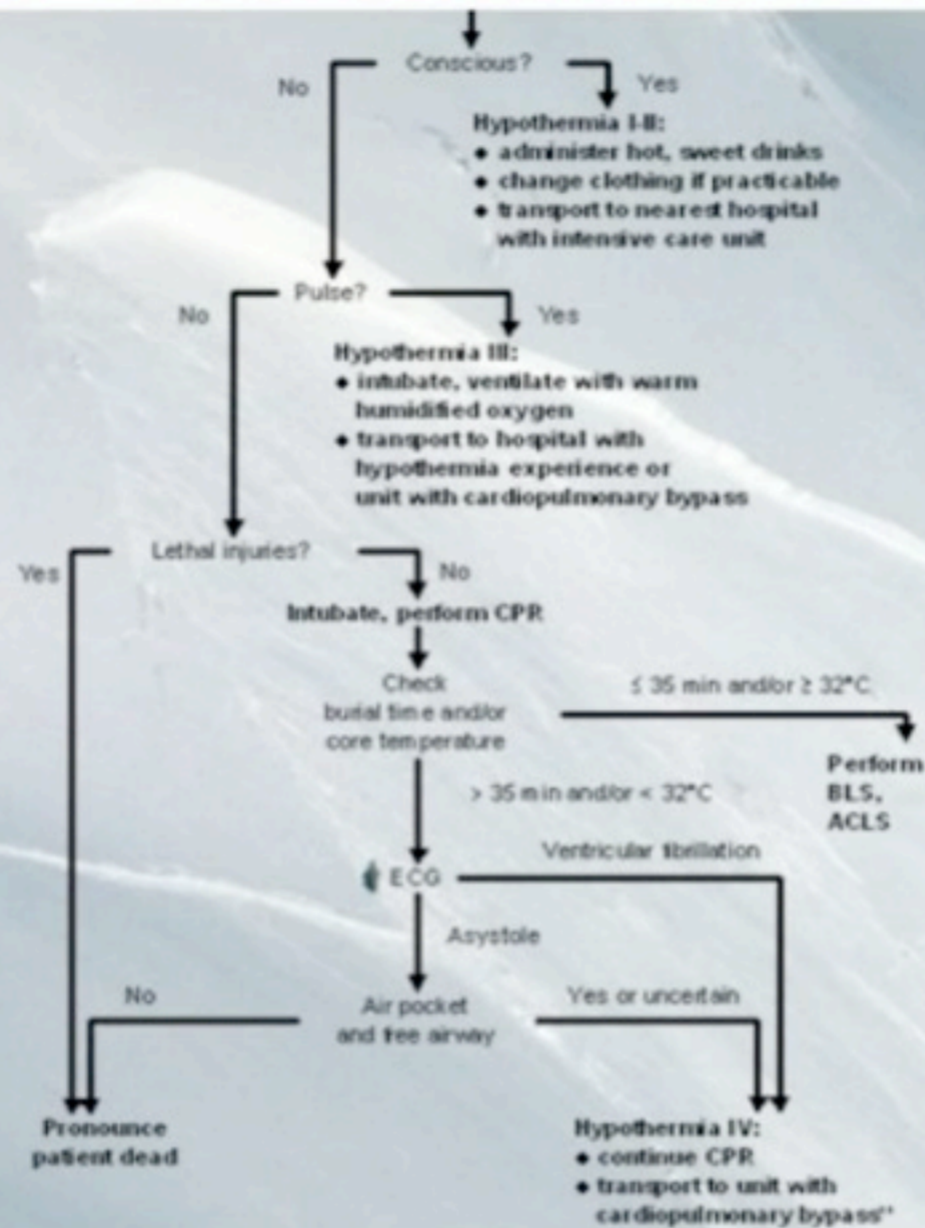 Conscious?
No
Yes
Hypothermia I-II:
◆ administer hot, sweet drinks
◆ change clothing if practicable
◆ transport to nearest hospital
with intensive care unit
Pulse?
No
Yes
Hypothermia III:
◆ intubate, ventilate with warm
humidified oxygen
◆ transport to hospital with
hypothermia experience or
unit with cardiopulmonary bypass
Lethal injuries?
Yes
No
Intubate, perform CPR
Check
burial time and/or
core temperature
≤ 35 min and/or ≥ 32°C
Perform
BLS,
ACLS
> 35 min and/or < 32°C
ECG
Ventricular fibrillation
Asystole
Air pocket
and free airway
No
Yes or uncertain
Pronounce
patient dead
Hypothermia IV:
◆ continue CPR
◆ transport to unit with
cardiopulmonary bypass**